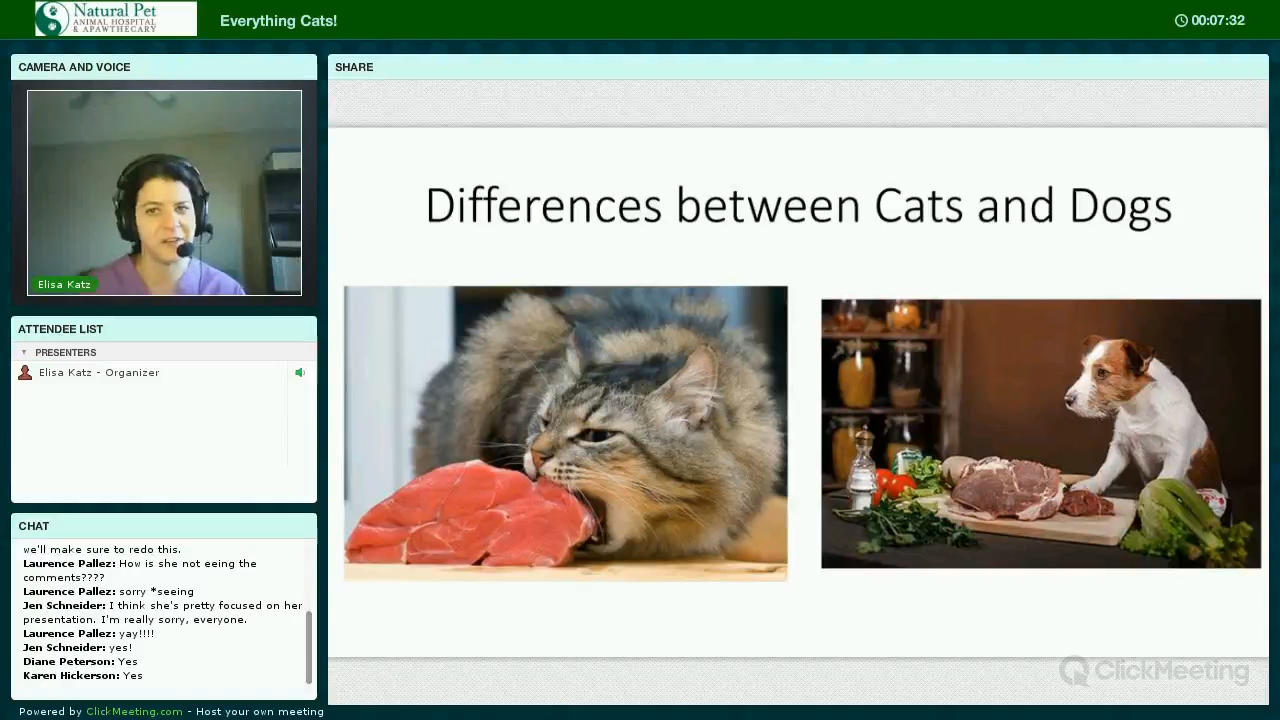 Natural Pet
ANIMAL HOSPITAL
& APAWTHECARY
Everything Cats!
00:07:32
CAMERA AND VOICE
Elisa Katz
ATTENDEE LIST
PRESENTERS
Elisa Katz - Organizer
CHAT
we'll make sure to redo this.
Laurence Pallez: How is she not eeing the
comments????
Laurence Pallez: sorry *seeing
Jen Schneider: I think she's pretty focused on her
presentation. I'm really sorry, everyone.
Laurence Pallez: yay!!!!
Jen Schneider: yes!
Diane Peterson: Yes
Karen Hickerson: Yes
Powered by ClickMeeting.com - Host your own meeting
SHARE
Differences between Cats and Dogs
ClickMeeting